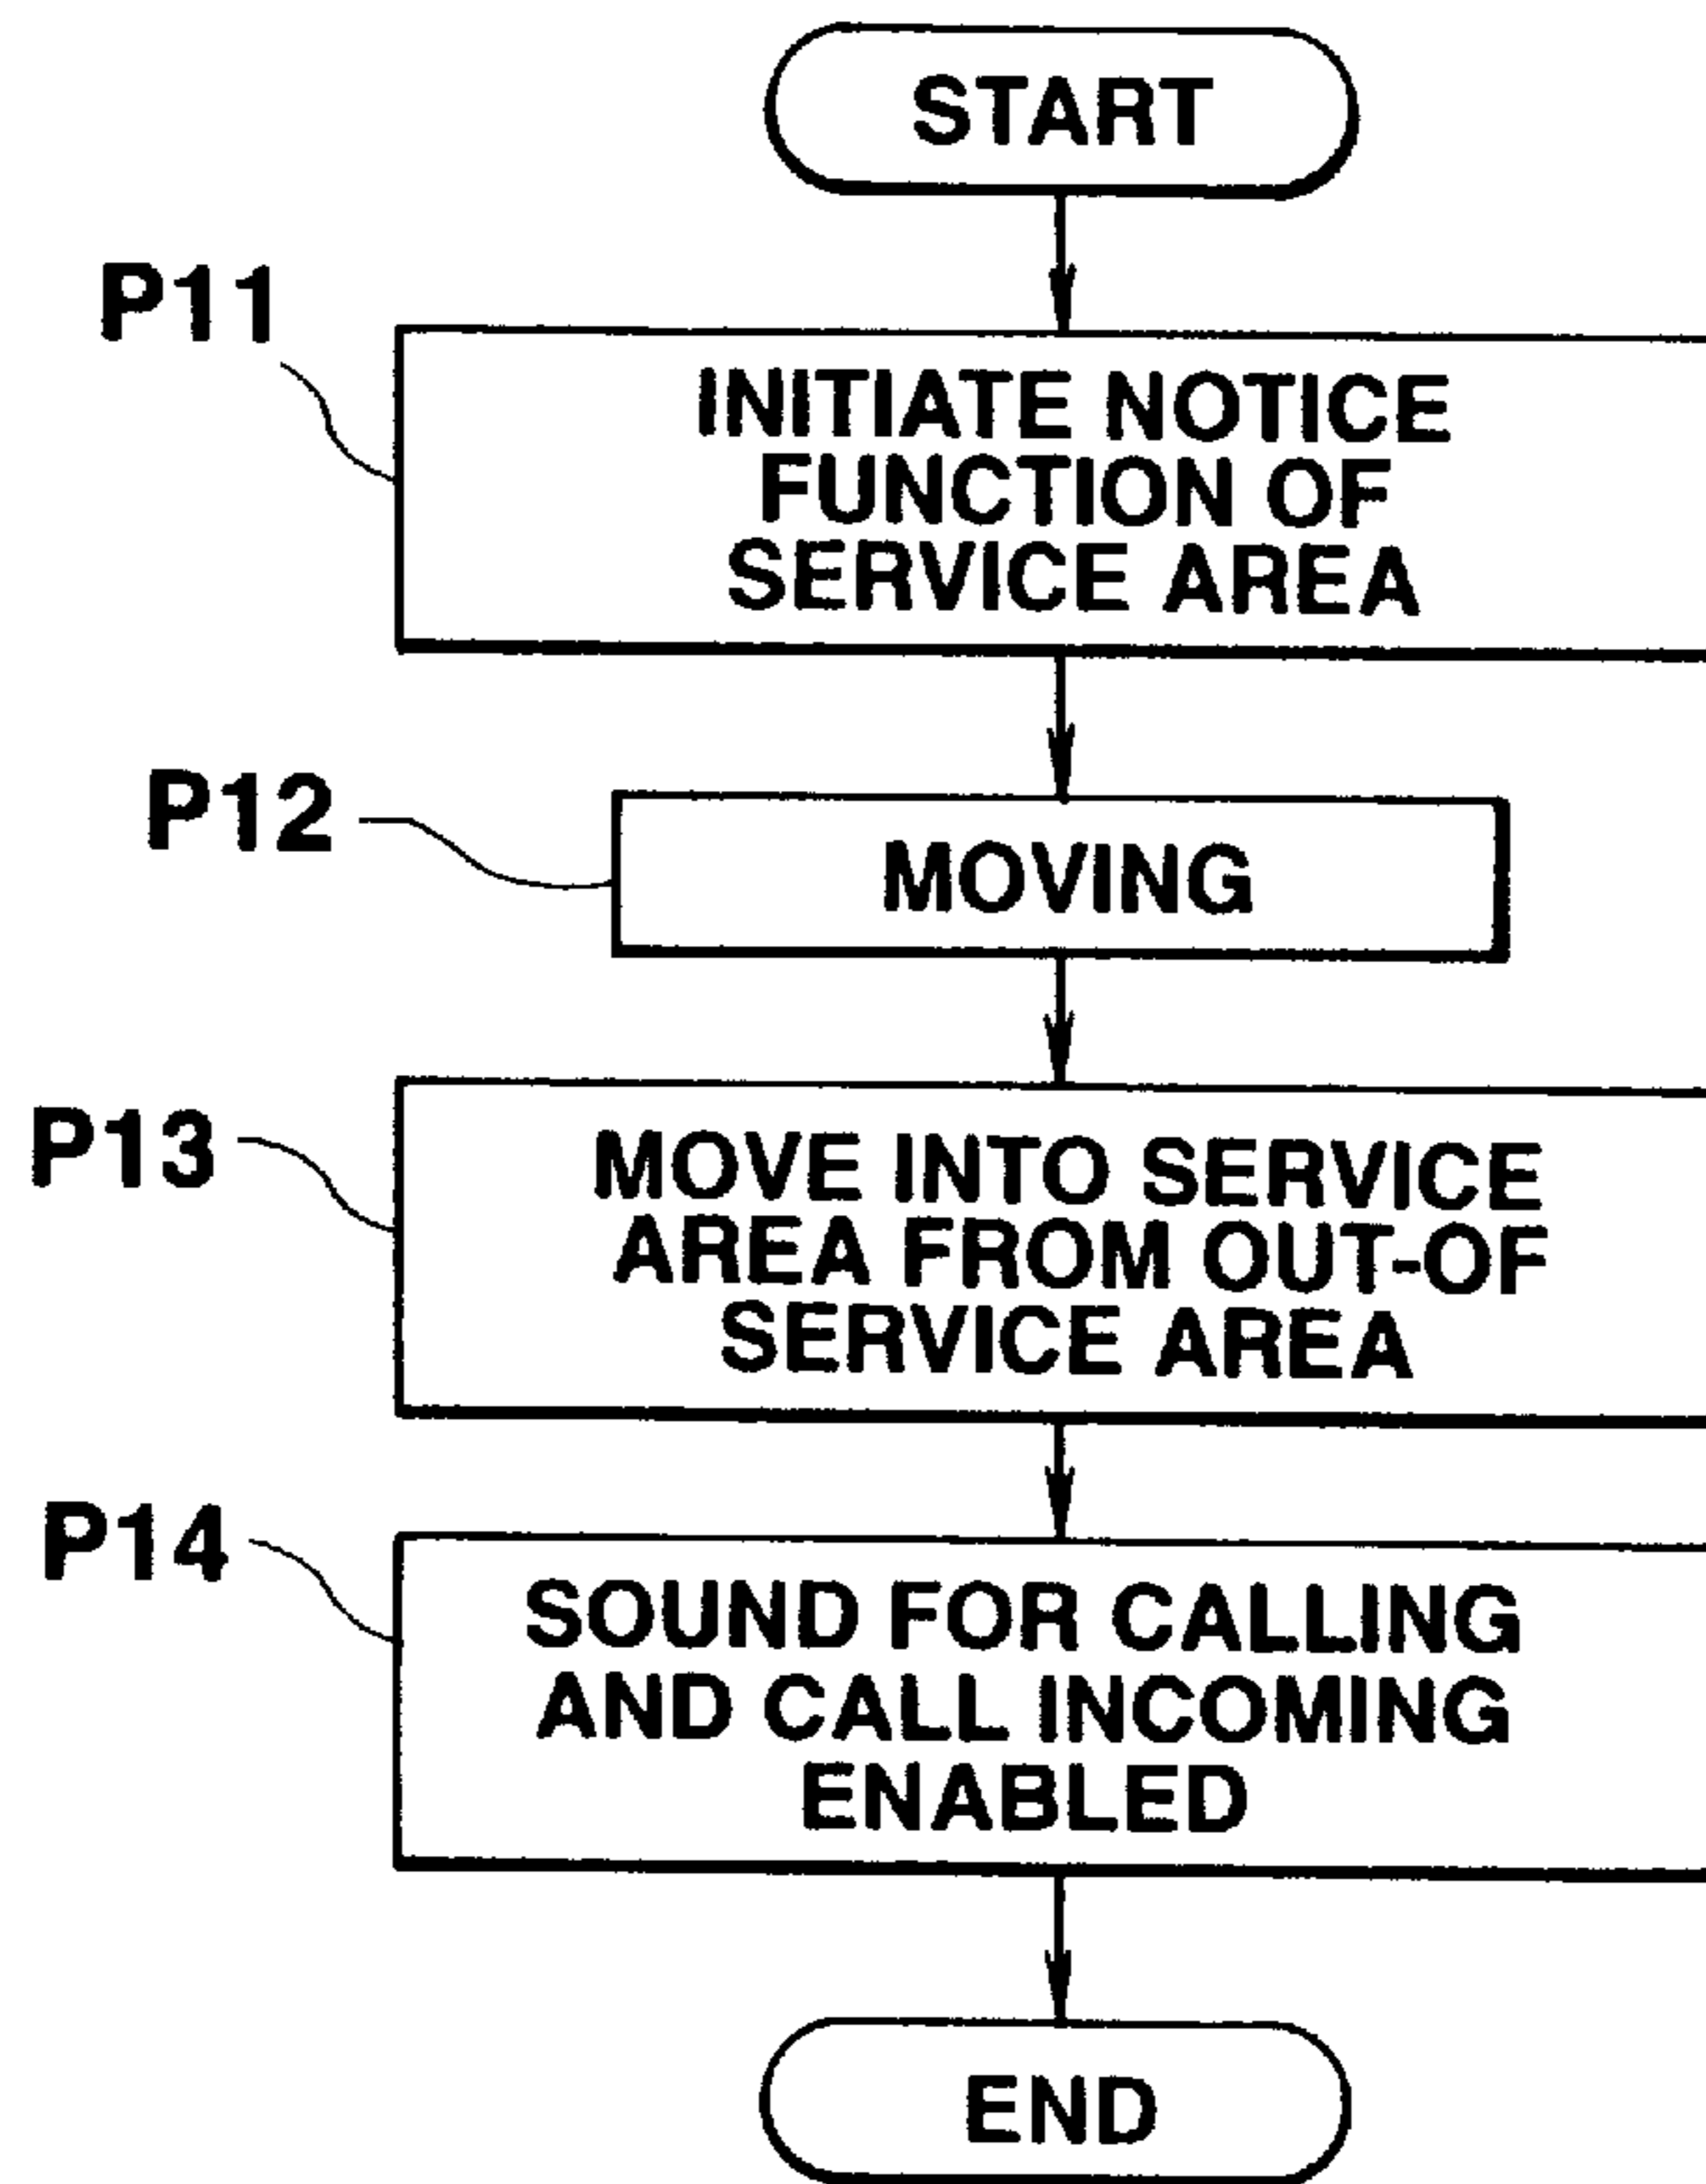 START
P11
INITIATE NOTICE
FUNCTION OF
SERVICE AREA
P12
MOVING
P13
MOVE INTO SERVICE
AREA FROM OUT-OF
SERVICE AREA
P14
SOUND FOR CALLING
AND CALL INCOMING
ENABLED
END